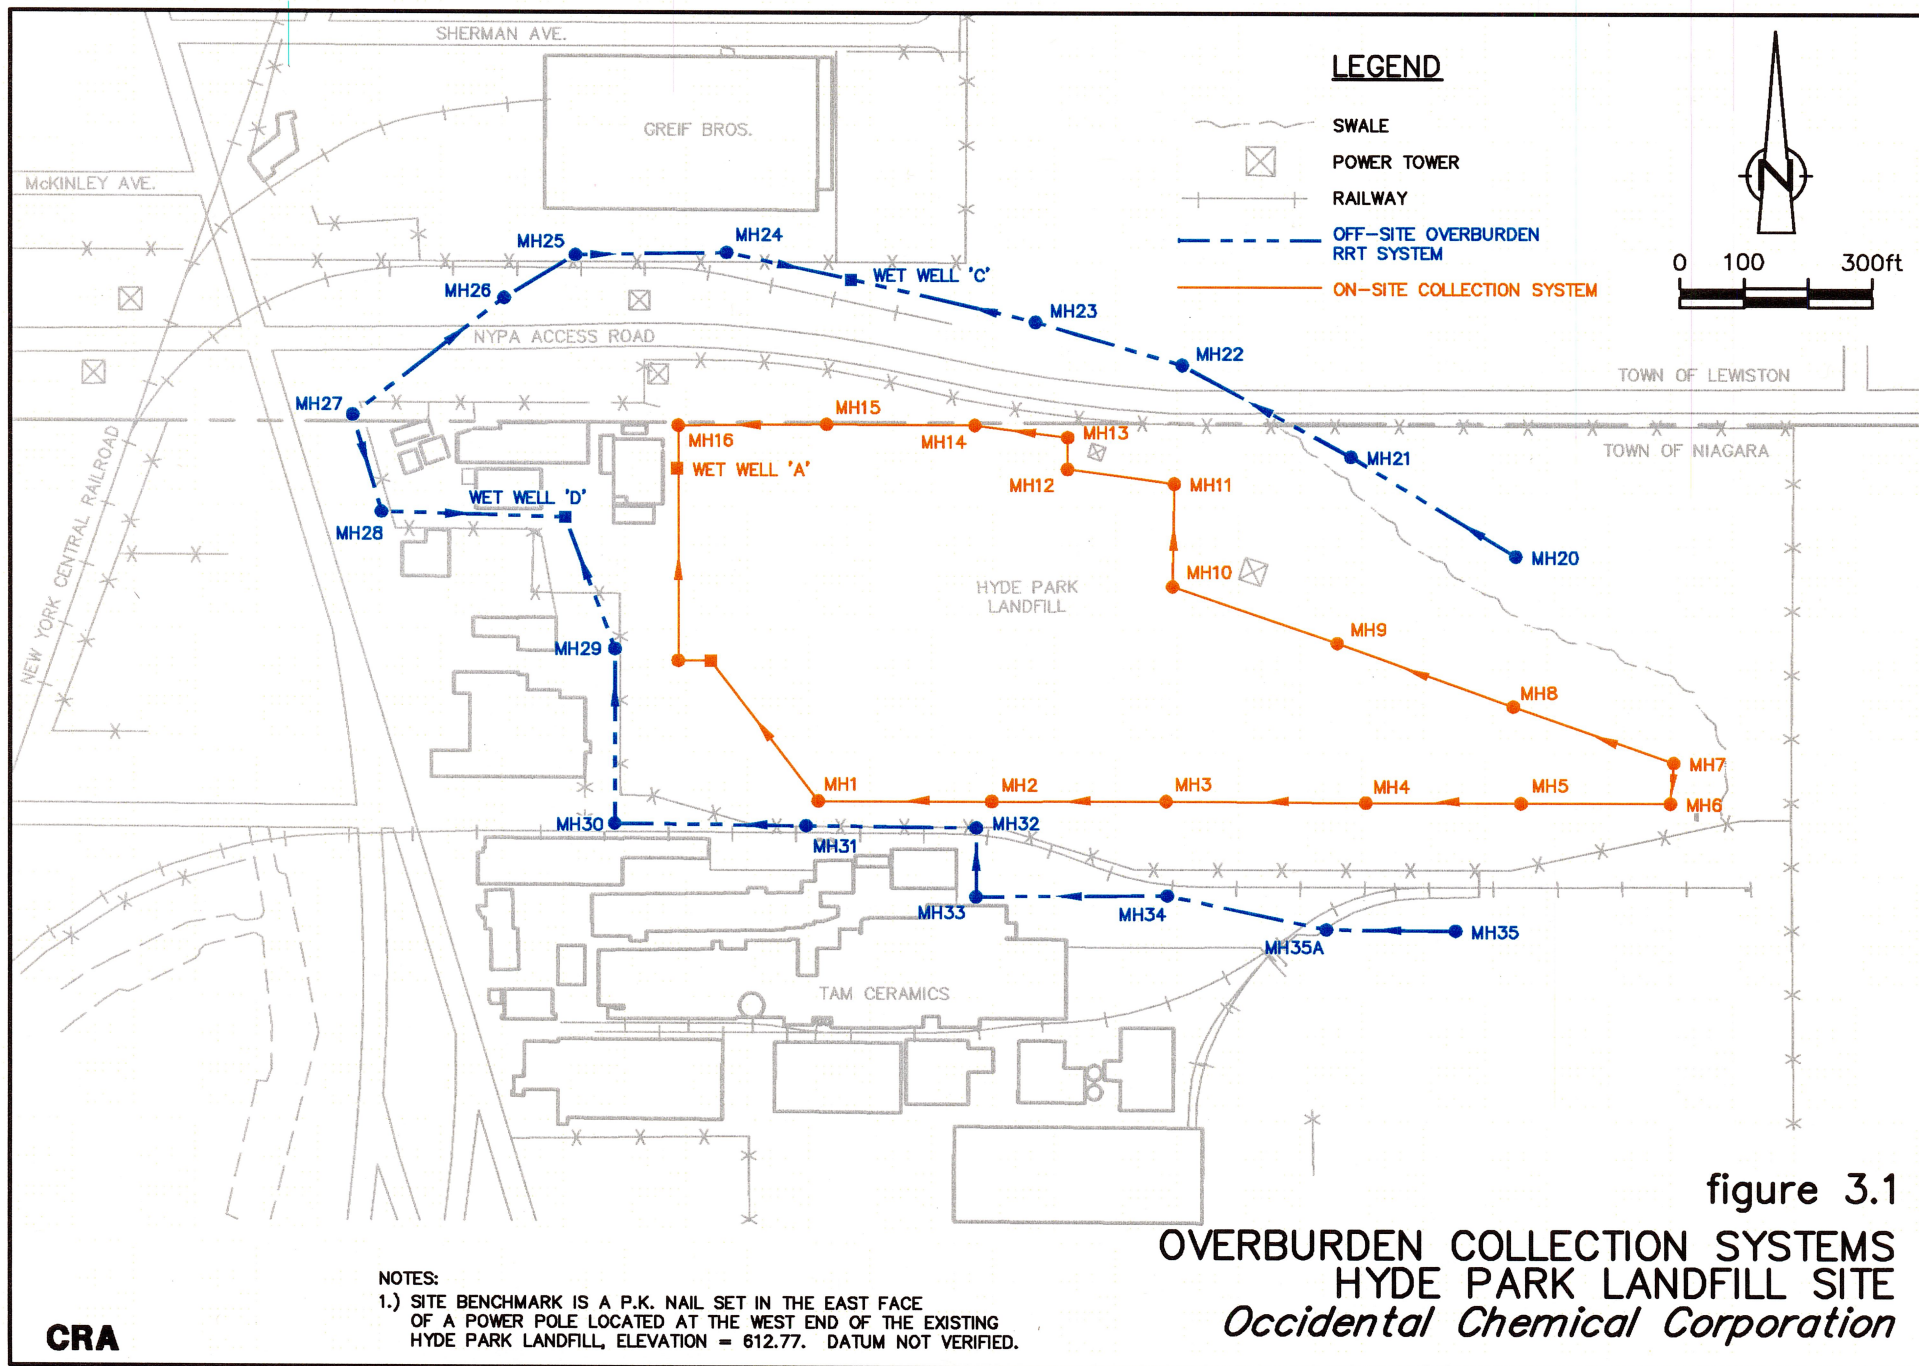 SHERMAN AVE.
GREIF BROS.
McKINLEY AVE.
LEGEND
SWALE
POWER TOWER
RAILWAY
OFF-SITE OVERBURDEN
RRT SYSTEM
ON-SITE COLLECTION SYSTEM
N
0 100 300ft
MH25
MH24
MH26
WET WELL 'C'
MH23
NYPA ACCESS ROAD
MH22
TOWN OF LEWISTON
MH27
MH15
MH16
MH14
MH13
TOWN OF NIAGARA
MH21
WET WELL 'A'
MH12
MH11
WET WELL 'D'
MH28
NEW YORK CENTRAL RAILROAD
MH20
MH10
HYDE PARK
LANDFILL
MH9
MH29
MH8
MH7
MH1
MH2
MH3
MH4
MH5
MH6
MH30
MH31
MH32
MH33
MH34
MH35A
MH35
TAM CERAMICS
figure 3.1
OVERBURDEN COLLECTION SYSTEMS
HYDE PARK LANDFILL SITE
Occidental Chemical Corporation
NOTES:
1.) SITE BENCHMARK IS A P.K. NAIL SET IN THE EAST FACE
OF A POWER POLE LOCATED AT THE WEST END OF THE EXISTING
HYDE PARK LANDFILL, ELEVATION = 612.77. DATUM NOT VERIFIED.
CRA